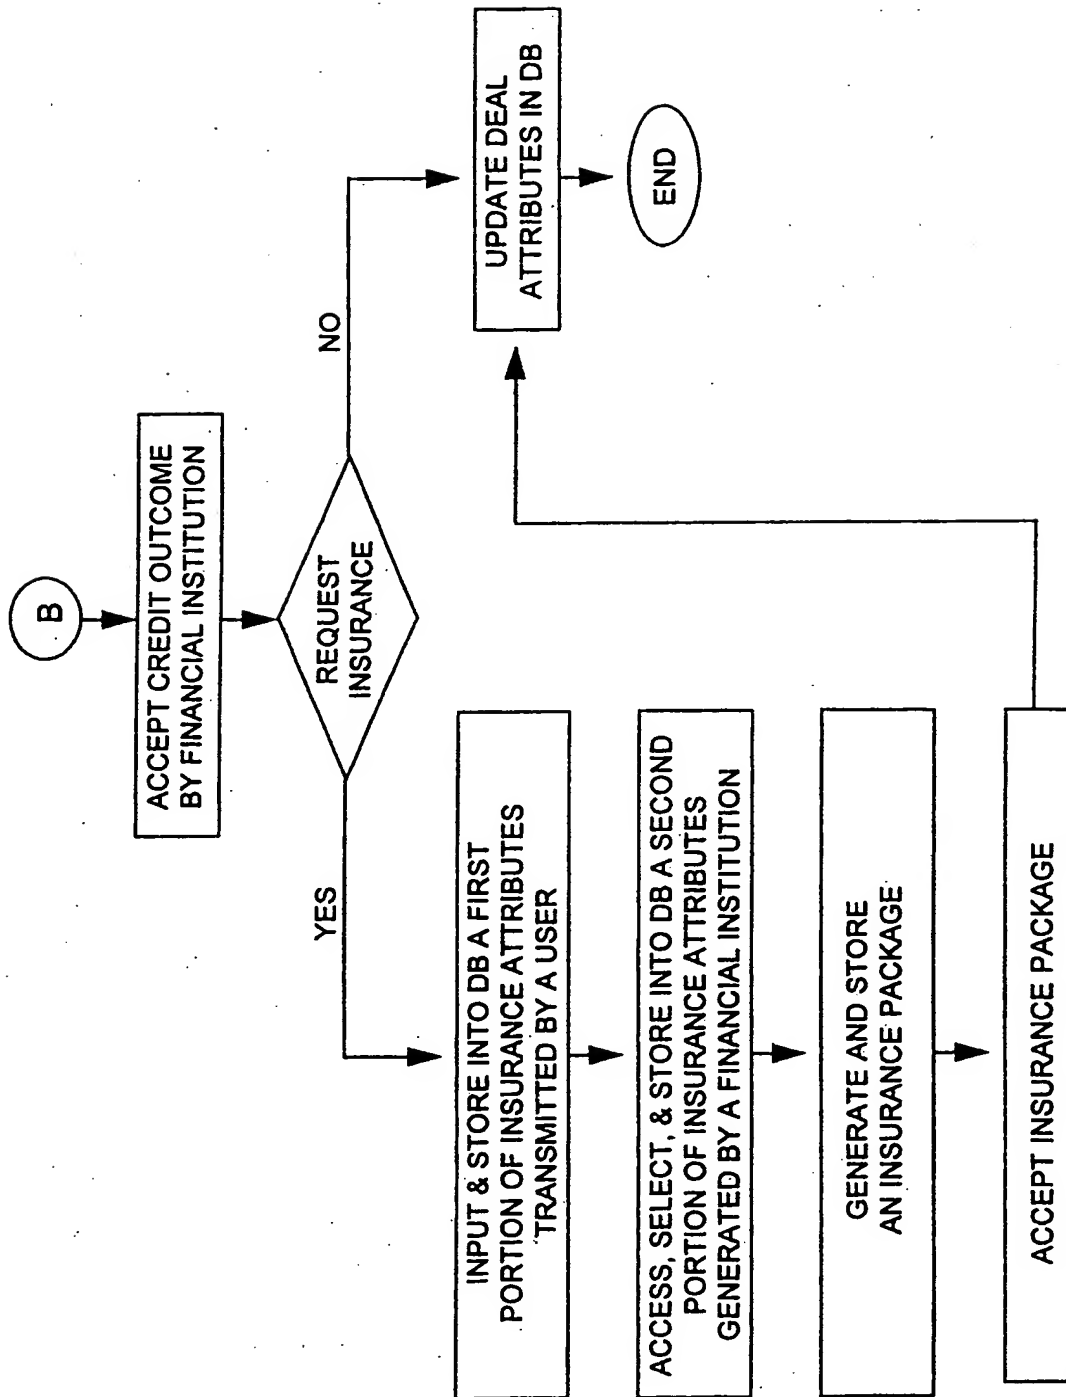 B
ACCEPT CREDIT OUTCOME
BY FINANCIAL INSTITUTION
REQUEST
INSURANCE
YES
NO
INPUT & STORE INTO DB A FIRST
PORTION OF INSURANCE ATTRIBUTES
TRANSMITTED BY A USER
ACCESS, SELECT, & STORE INTO DB A SECOND
PORTION OF INSURANCE ATTRIBUTES
GENERATED BY A FINANCIAL INSTITUTION
GENERATE AND STORE
AN INSURANCE PACKAGE
ACCEPT INSURANCE PACKAGE
UPDATE DEAL
ATTRIBUTES IN DB
END